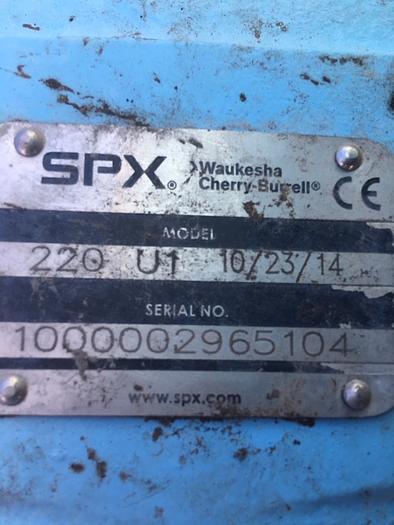 SPX® Waukesha
Cherry-Burrell® CE
MODEL
220 U1 10/23/14
SERIAL NO.
1000002965104
www.spx.com